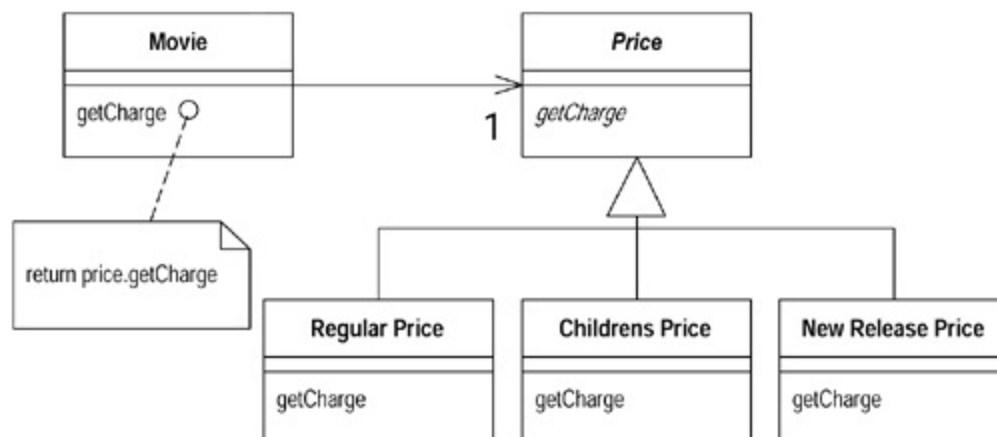 Movie
Price
getCharge
1
getCharge
return price.getCharge
Regular Price
Childrens Price
New Release Price
getCharge
getCharge
getCharge